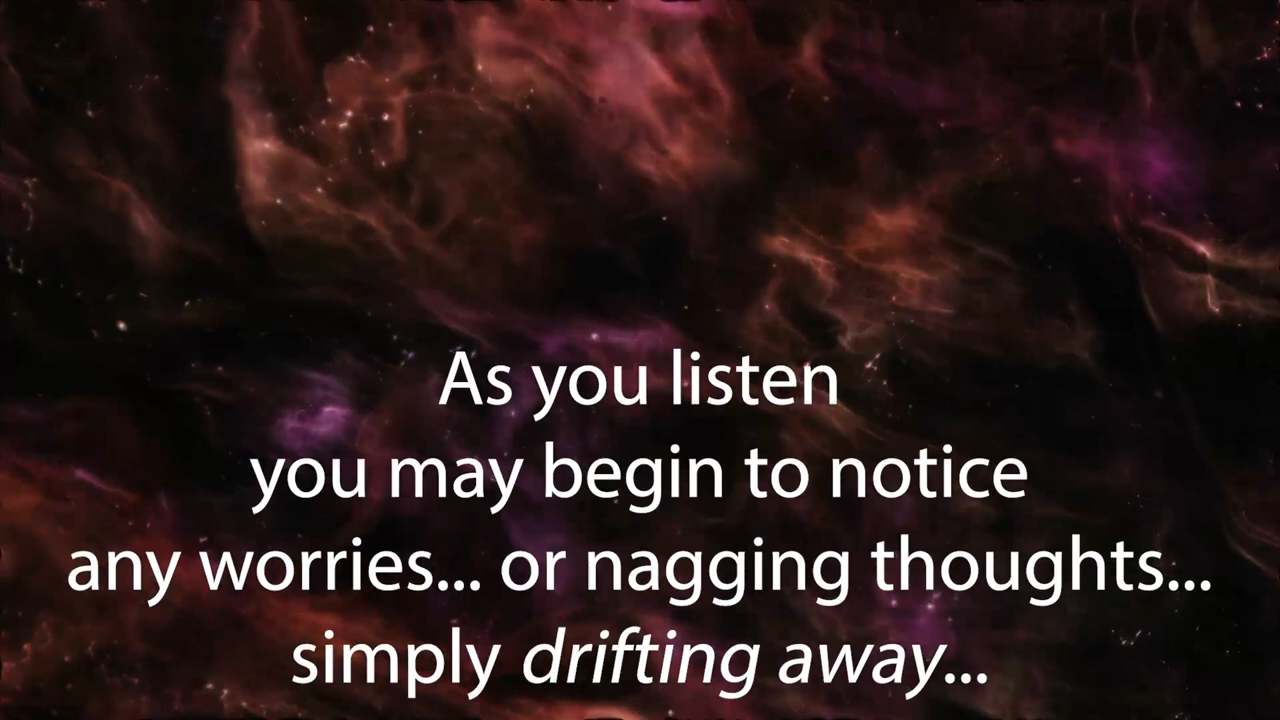 As you listen
you may begin to notice
any worries... or nagging thoughts...
simply drifting away...